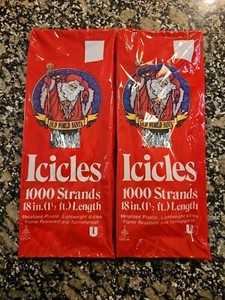 OLD WORLD SANTA
Icicles
1000 Strands
18 in. (1½ ft.) Length
Metalized Plastic, Lightweight Icicles
Flame Resistant and Tarnishproof.
U
OLD WORLD SANTA
Icicles
1000 Strands
18 in. (1½ ft.) Length
Metalized Plastic, Lightweight Icicles
Flame Resistant and Tarnishproof.
U